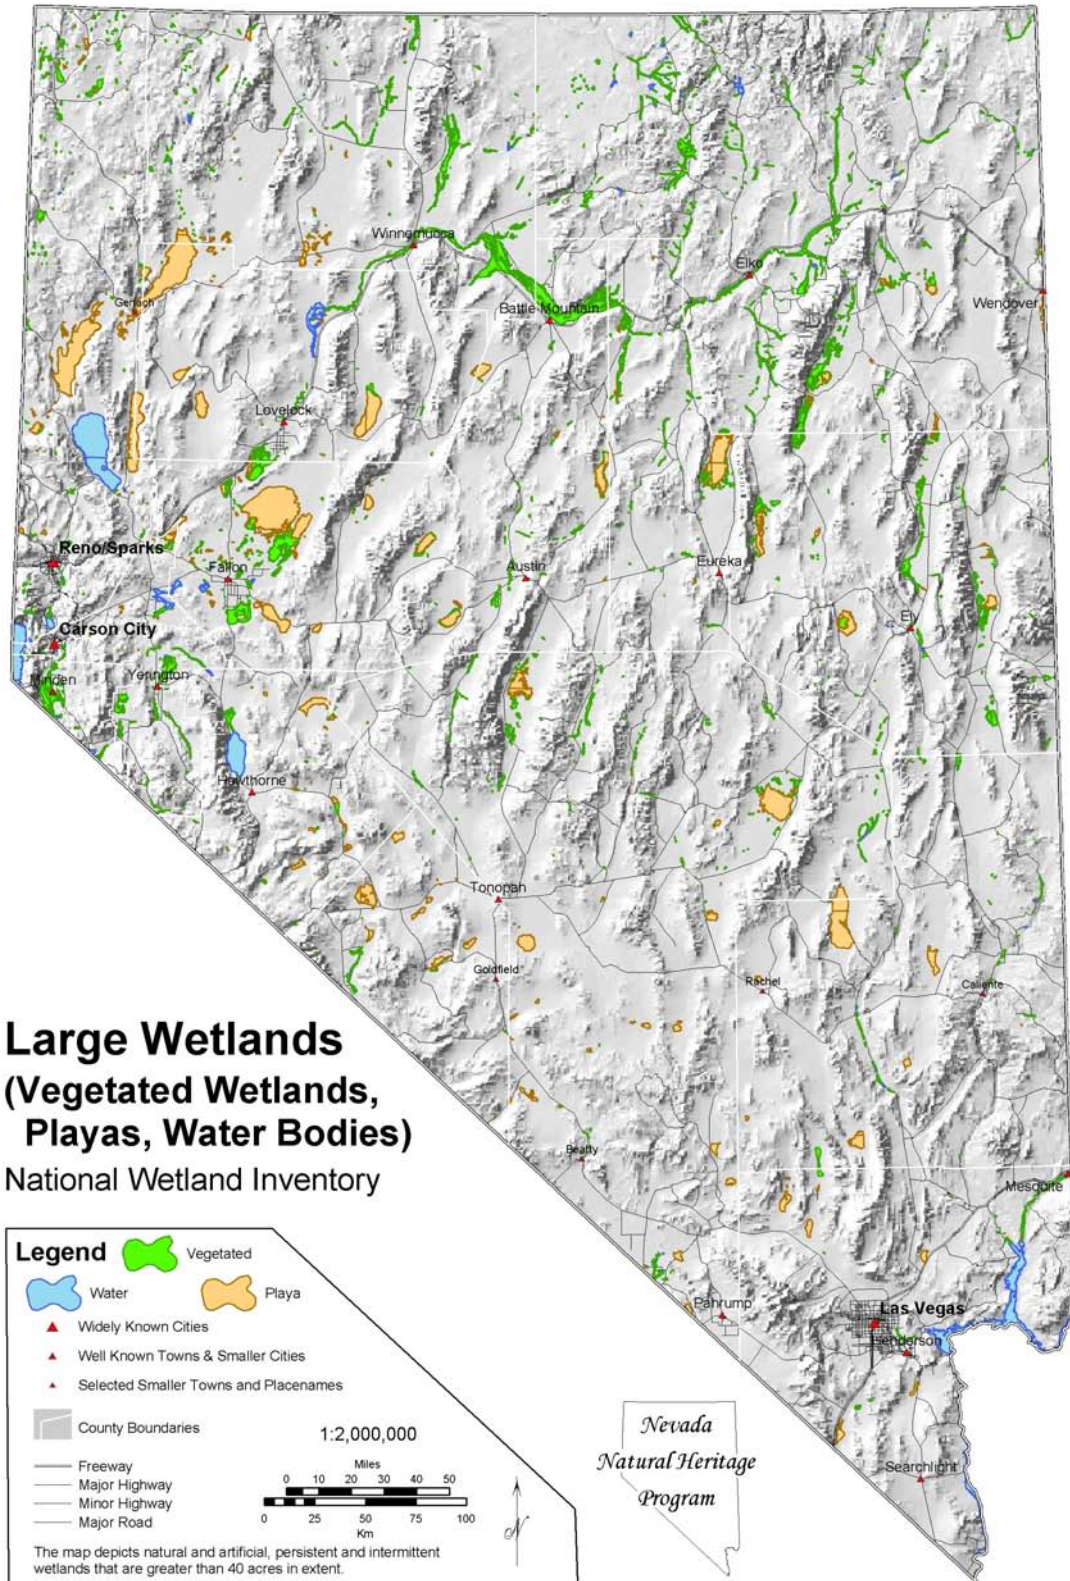 Winnemucca
Elko
Gerlach
Battle Mountain
Wendover
Lovelock
Reno/Sparks
Fallon
Austin
Eureka
Carson City
Ely
Minden
Yerington
Hawthorne
Tonopah
Goldfield
Rachel
Caliente
Large Wetlands
(Vegetated Wetlands,
Playas, Water Bodies)
National Wetland Inventory
Beatty
Mesquite
Pahrump
Las Vegas
Henderson
Searchlight
Legend
Vegetated
Water
Playa
Widely Known Cities
Well Known Towns & Smaller Cities
Selected Smaller Towns and Placenames
County Boundaries
1:2,000,000
Freeway
Major Highway
Minor Highway
Major Road
Miles
0 10 20 30 40 50
0 25 50 75 100
Km
N
The map depicts natural and artificial, persistent and intermittent
wetlands that are greater than 40 acres in extent.
Nevada
Natural Heritage
Program